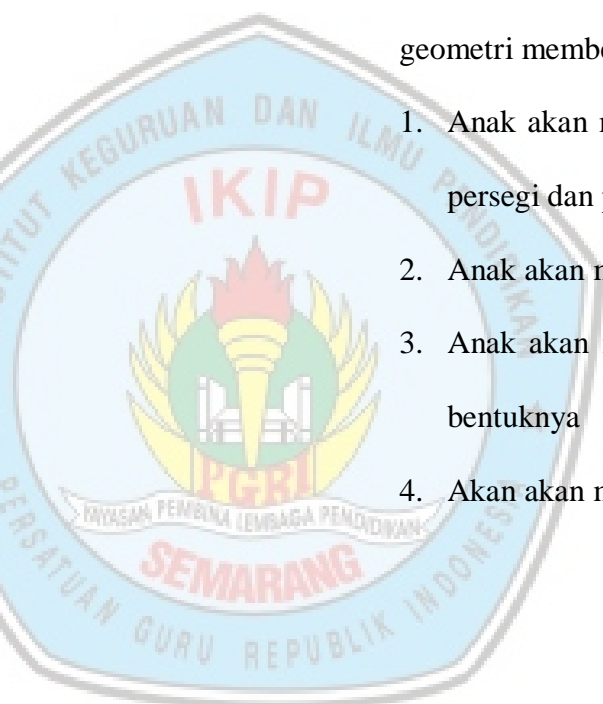 geometri membe
1. Anak akan
persegi dan
2. Anak akan
3. Anak akan
bentuknya
4. Akan akan
KEGURUAN DAN ILMU PENDIDIKAN
IKIP
PGRI
YAYASAN PEMBINA LEMBAGA PENDIDIKAN
SEMARANG
PERSATUAN GURU REPUBLIK INDONESIA